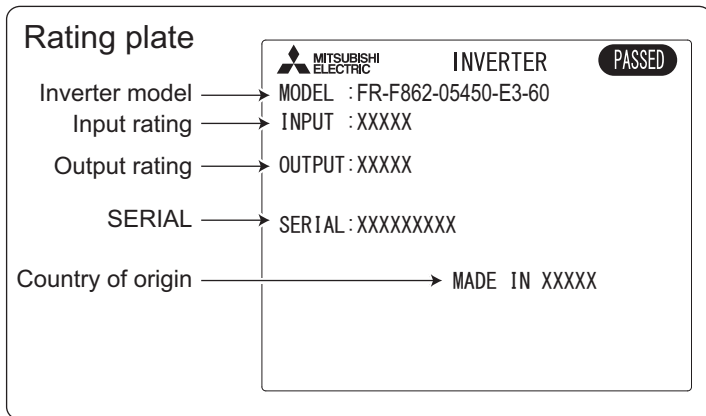 Rating plate
MITSUBISHI ELECTRIC INVERTER PASSED
Inverter model MODEL :FR-F862-05450-E3-60
Input rating INPUT :XXXXX
Output rating OUTPUT:XXXXX
SERIAL SERIAL:XXXXXXXXX
Country of origin MADE IN XXXXX